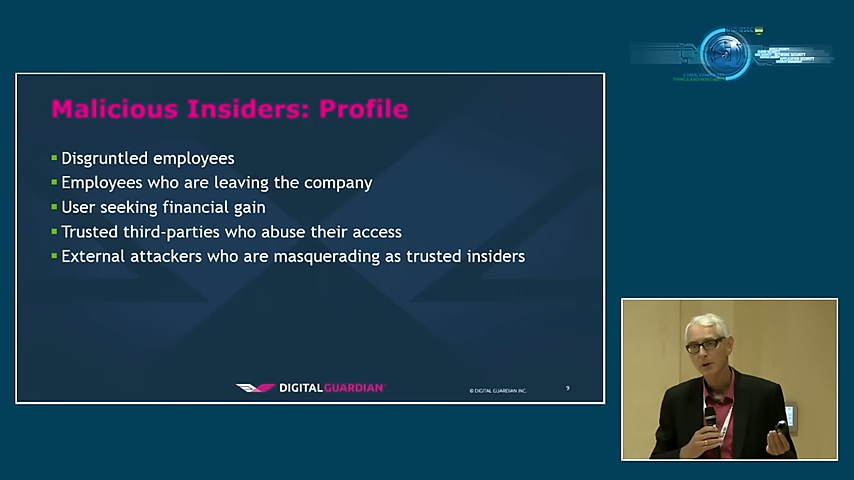 Malicious Insiders: Profile
Disgruntled employees
Employees who are leaving the company
User seeking financial gain
Trusted third-parties who abuse their access
External attackers who are masquerading as trusted insiders
DIGITALGUARDIAN
© DIGITAL GUARDIAN INC.
9